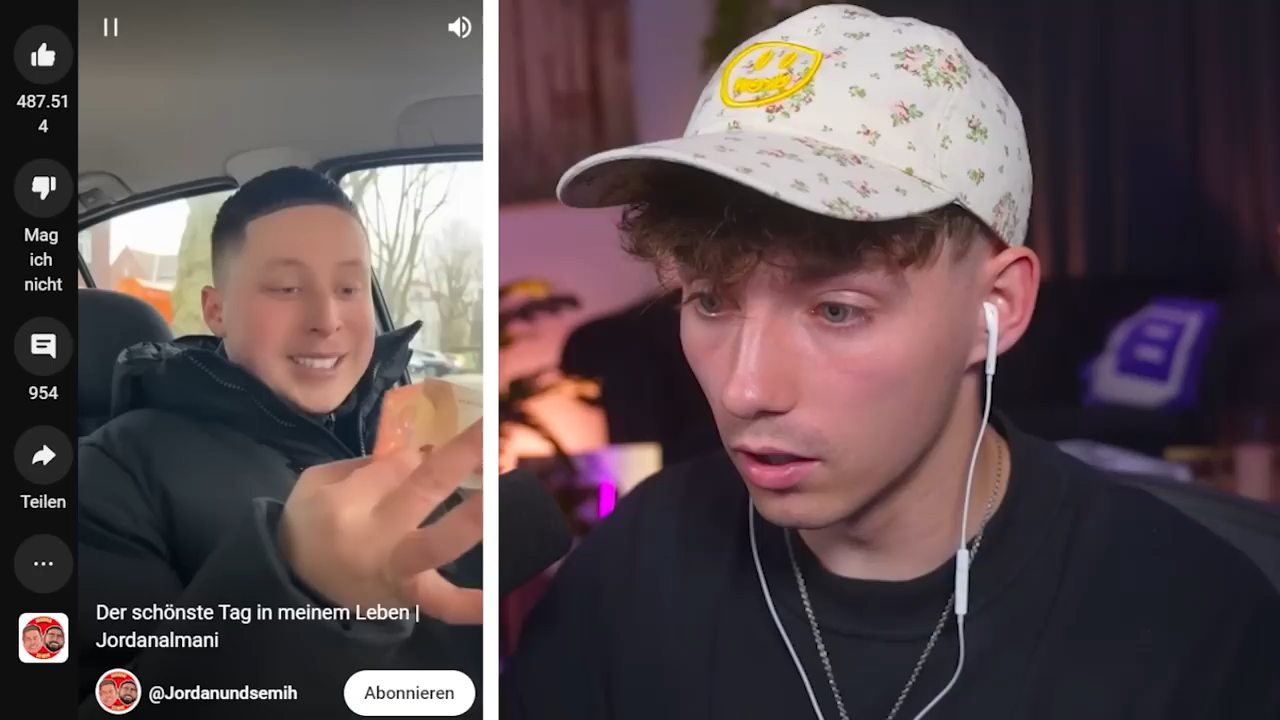 487.51
4
Mag
ich
nicht
954
Teilen
Der schönste Tag in meinem Leben |
Jordanalmani
@Jordanundsemih
Abonnieren